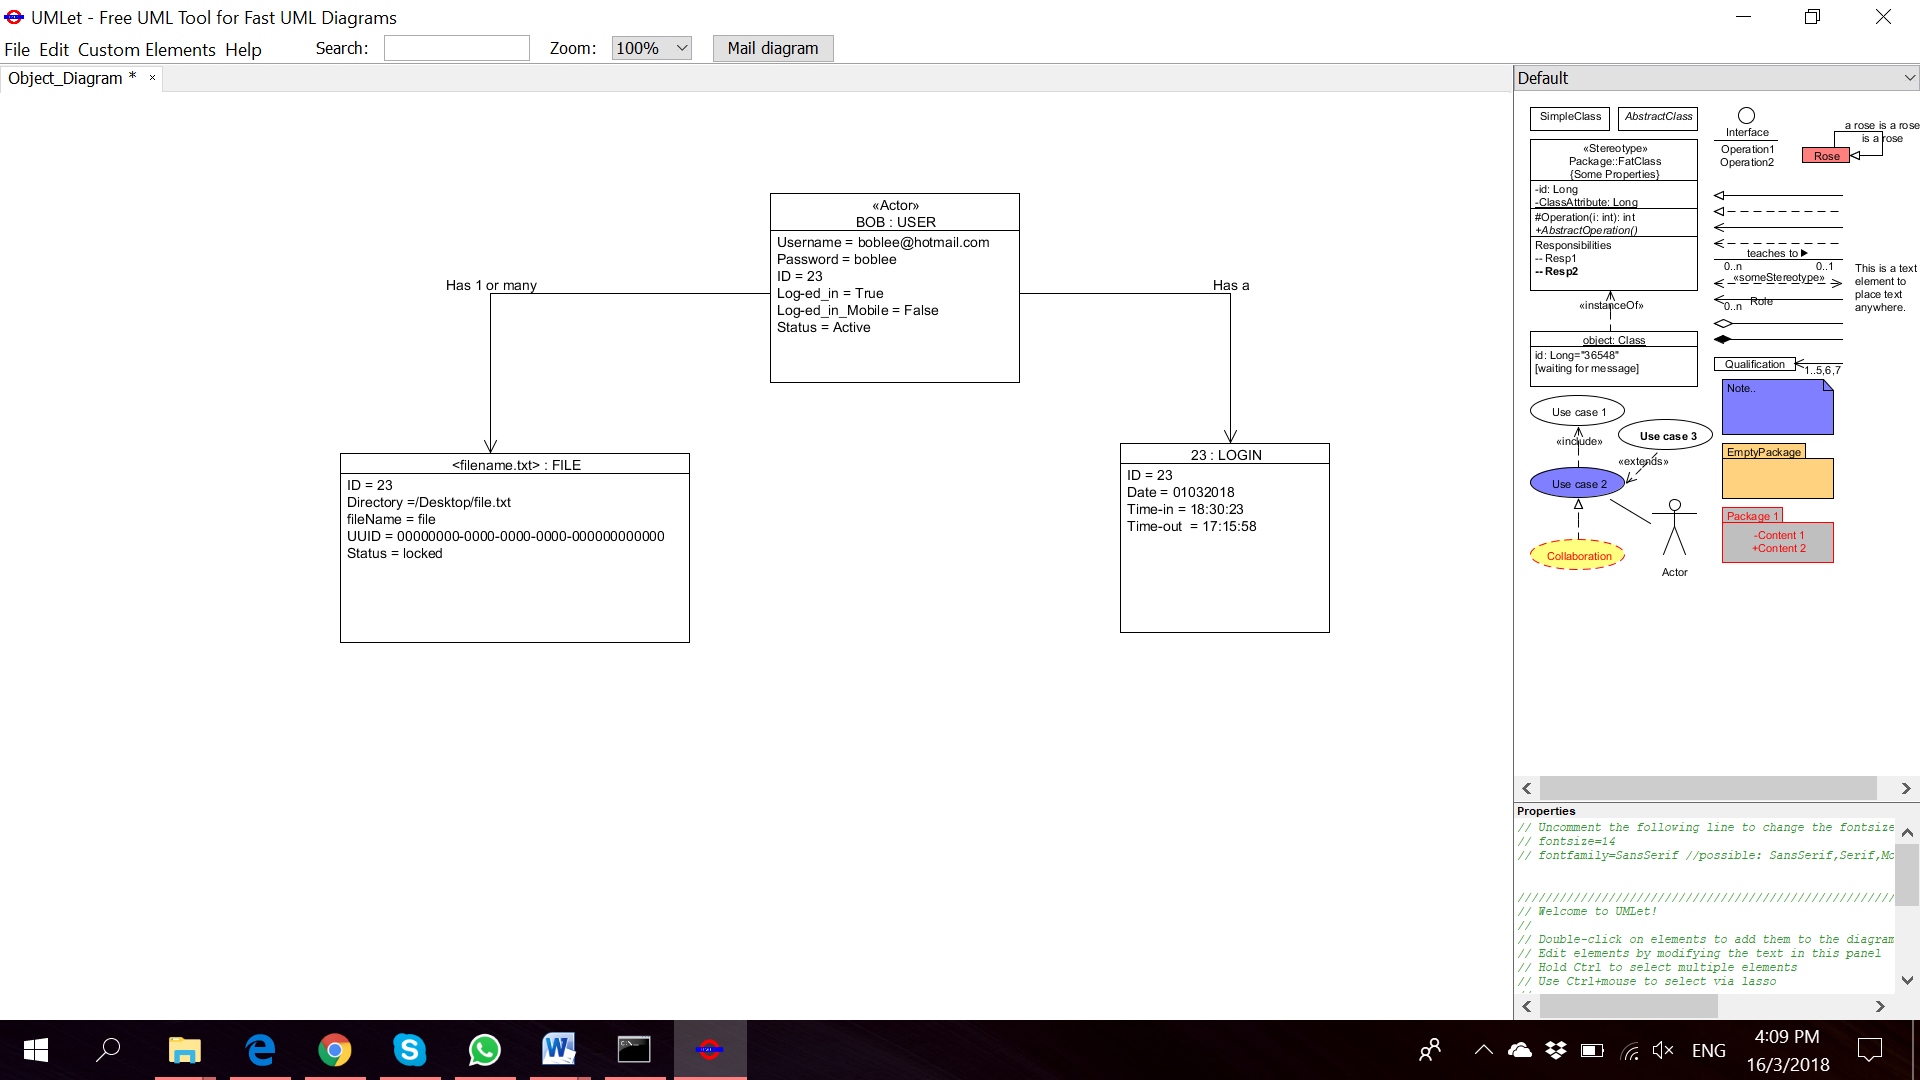 UMLet - Free UML Tool for Fast UML Diagrams
File Edit Custom Elements Help
Search:
Zoom:
100%
Mail diagram
Object_Diagram *
«Actor»
BOB : USER
Username = boblee@hotmail.com
Password = boblee
ID = 23
Log-ed_in = True
Log-ed_in_Mobile = False
Status = Active
Has 1 or many
Has a
<filename.txt> : FILE
ID = 23
Directory =/Desktop/file.txt
fileName = file
UUID = 00000000-0000-0000-0000-000000000000
Status = locked
23 : LOGIN
ID = 23
Date = 01032018
Time-in = 18:30:23
Time-out = 17:15:58
Default
SimpleClass
AbstractClass
Interface
Operation1
Operation2
a rose is a rose
is a rose
Rose
«Stereotype»
Package::FatClass
{Some Properties}
-id: Long
-ClassAttribute: Long
#Operation(i: int): int
+AbstractOperation()
Responsibilities
-- Resp1
-- Resp2
teaches to
0..n
0..1
«someStereotype»
Role
0..n
This is a text
element to
place text
anywhere.
«instanceOf»
object: Class
id: Long="36548"
[waiting for message]
Qualification
1..5,6,7
Note..
Use case 1
«include»
Use case 3
«extends»
Use case 2
Collaboration
Actor
EmptyPackage
Package 1
-Content 1
+Content 2
Properties
// Uncomment the following line to change the fontsize
// fontsize=14
// fontfamily=SansSerif //possible: SansSerif,Serif,Mo
//////////////////////////////////////////////////////
// Welcome to UMLet!
//
// Double-click on elements to add them to the diagram
// Edit elements by modifying the text in this panel
// Hold Ctrl to select multiple elements
// Use Ctrl+mouse to select via lasso
ENG
4:09 PM
16/3/2018